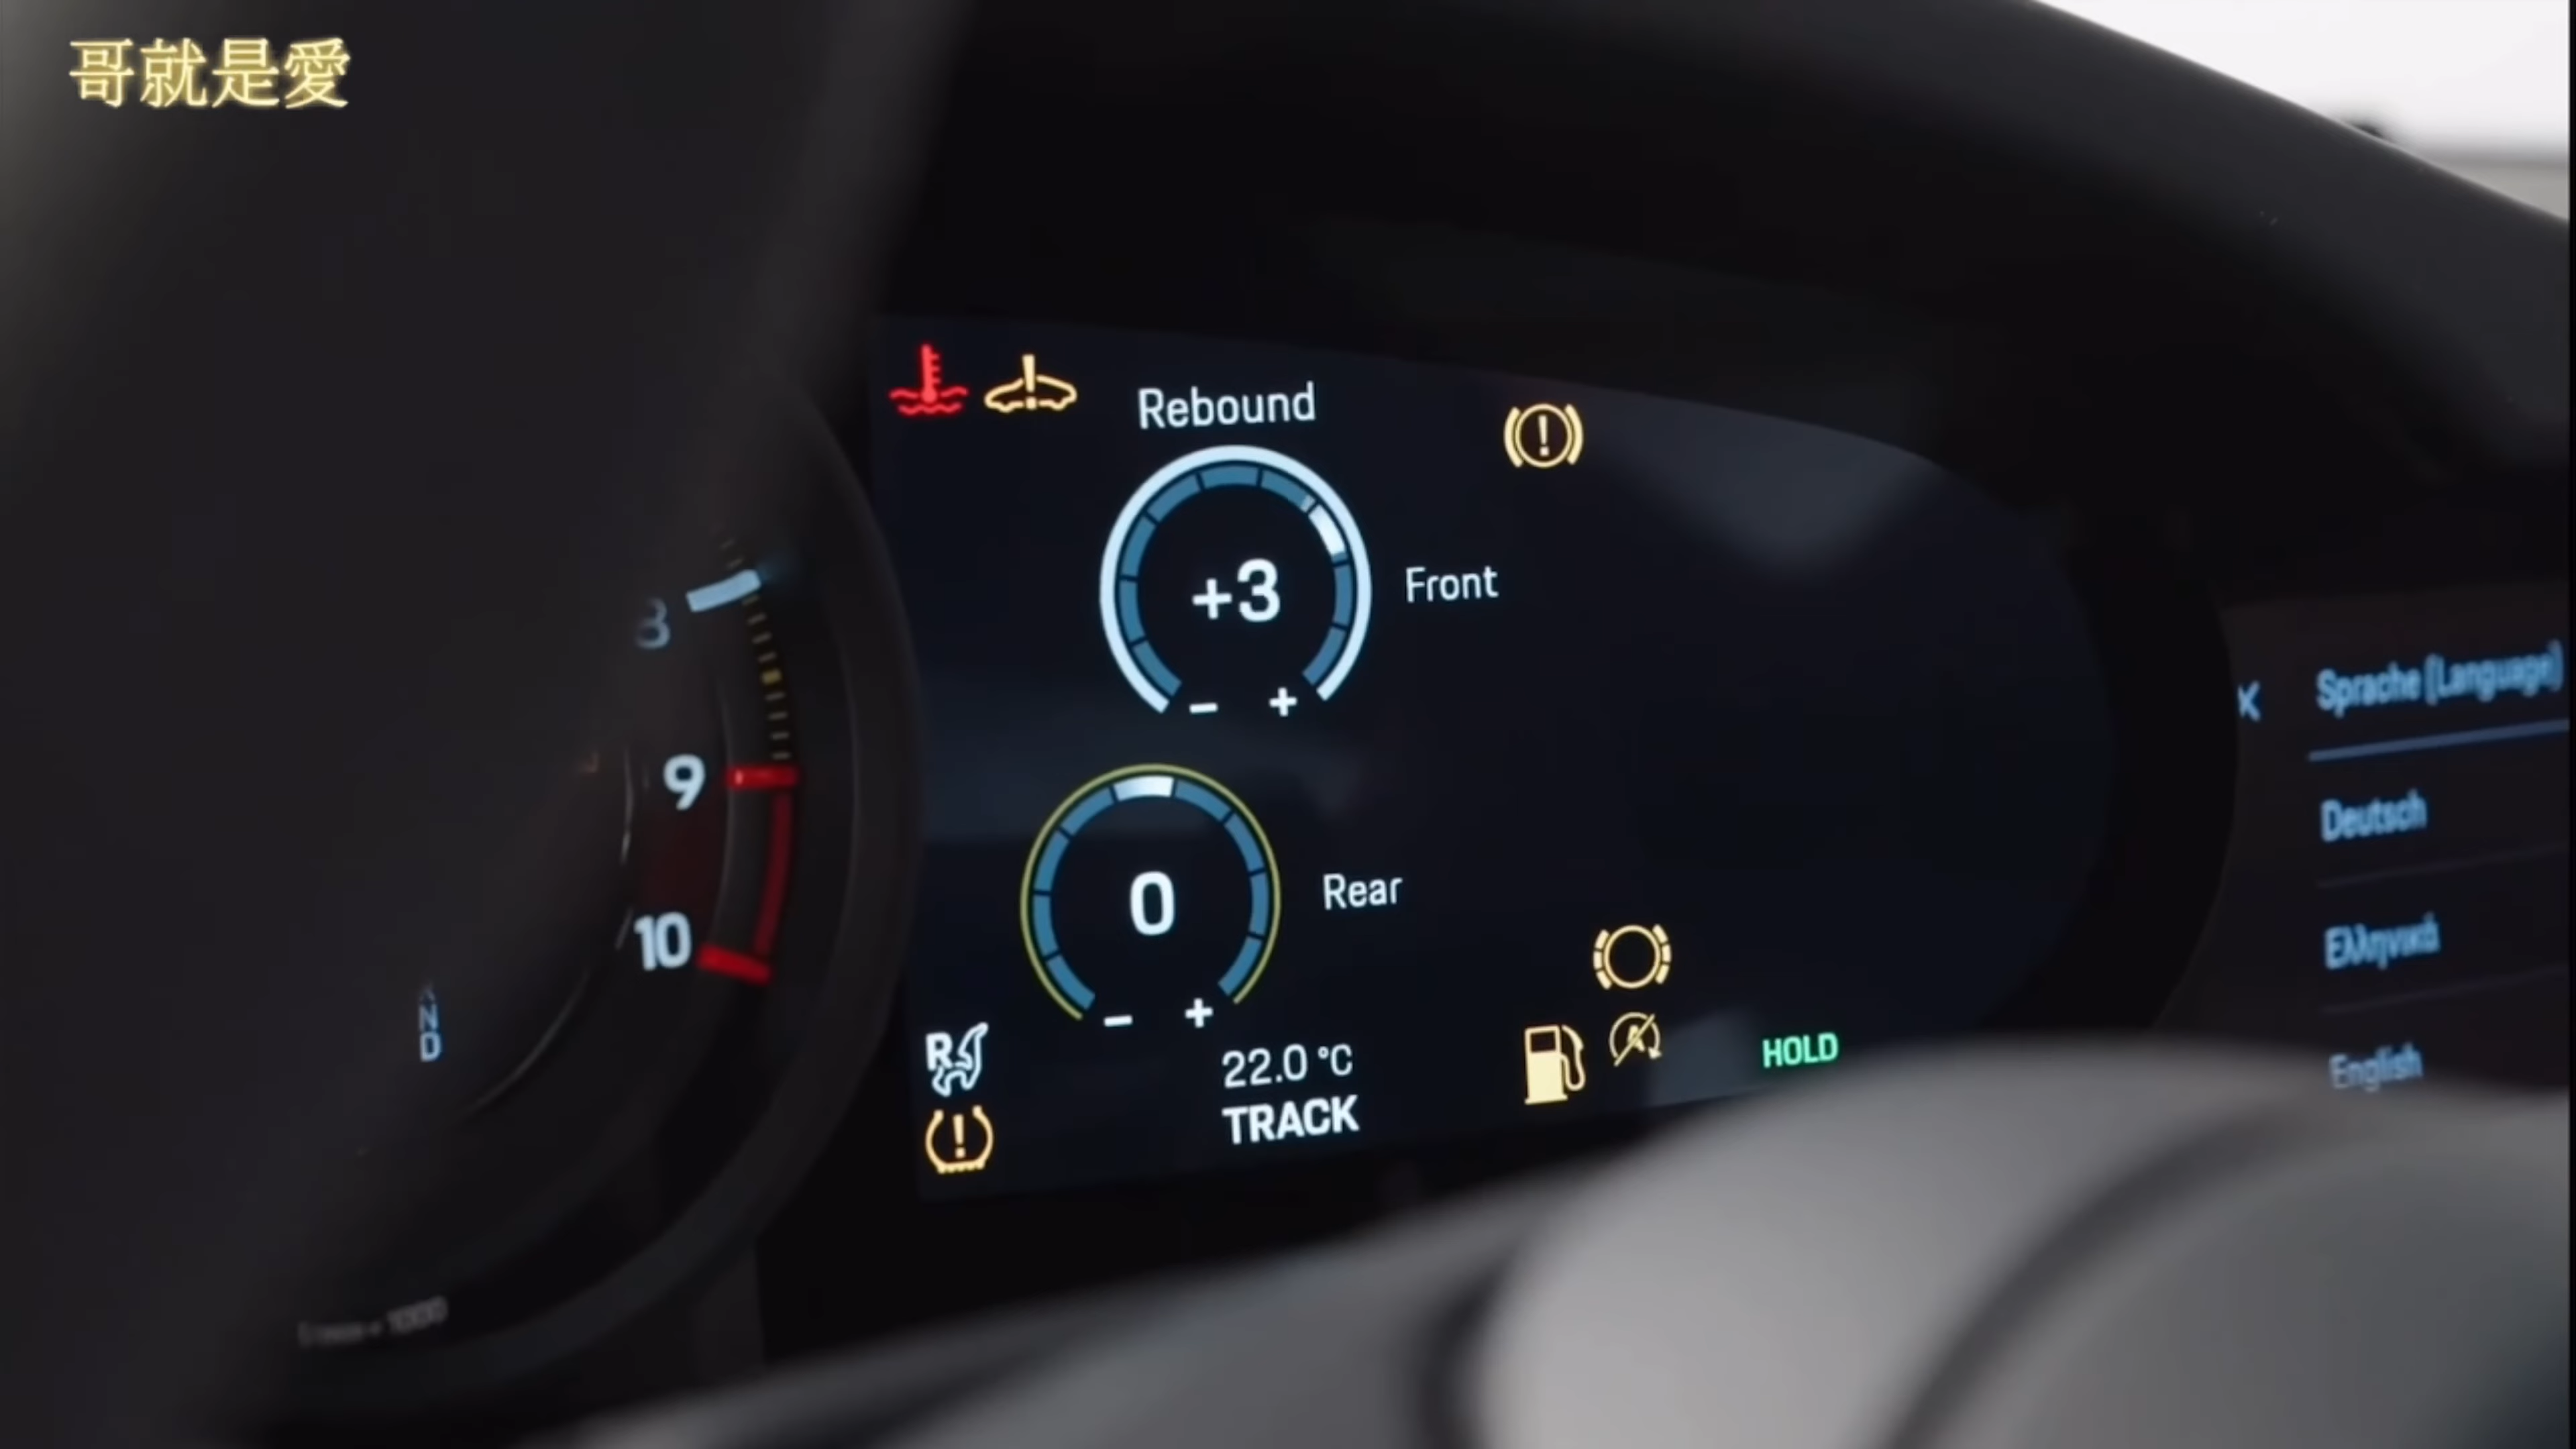 哥就是愛
Rebound
+3
Front
− +
8
9
10
0
Rear
− +
N
D
R
22.0 °C
TRACK
HOLD
Sprache (Language)
Deutsch
Ελληνικά
English